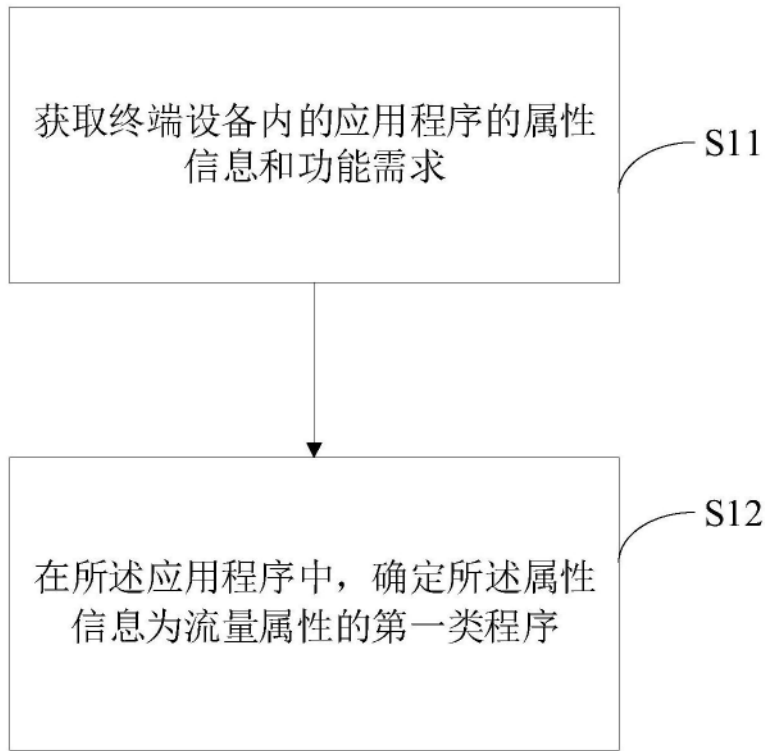 获取终端设备内的应用程序的属性
信息和功能需求
S11
S12
在所述应用程序中，确定所述属性
信息为流量属性的第一类程序